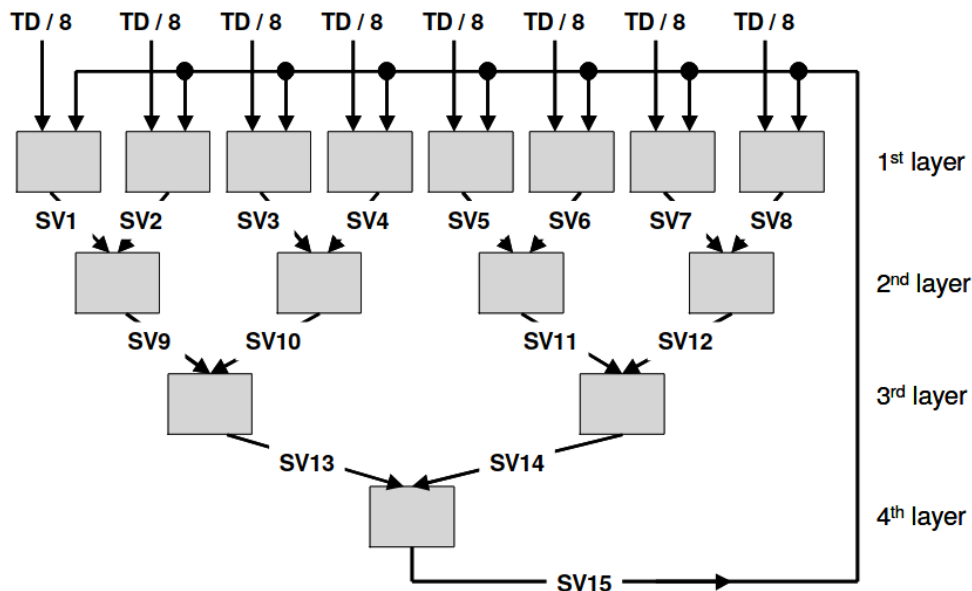 TD / 8 TD / 8 TD / 8 TD / 8 TD / 8 TD / 8 TD / 8 TD / 8
1st layer
SV1 SV2 SV3 SV4 SV5 SV6 SV7 SV8
2nd layer
SV9 SV10 SV11 SV12
3rd layer
SV13 SV14
4th layer
SV15